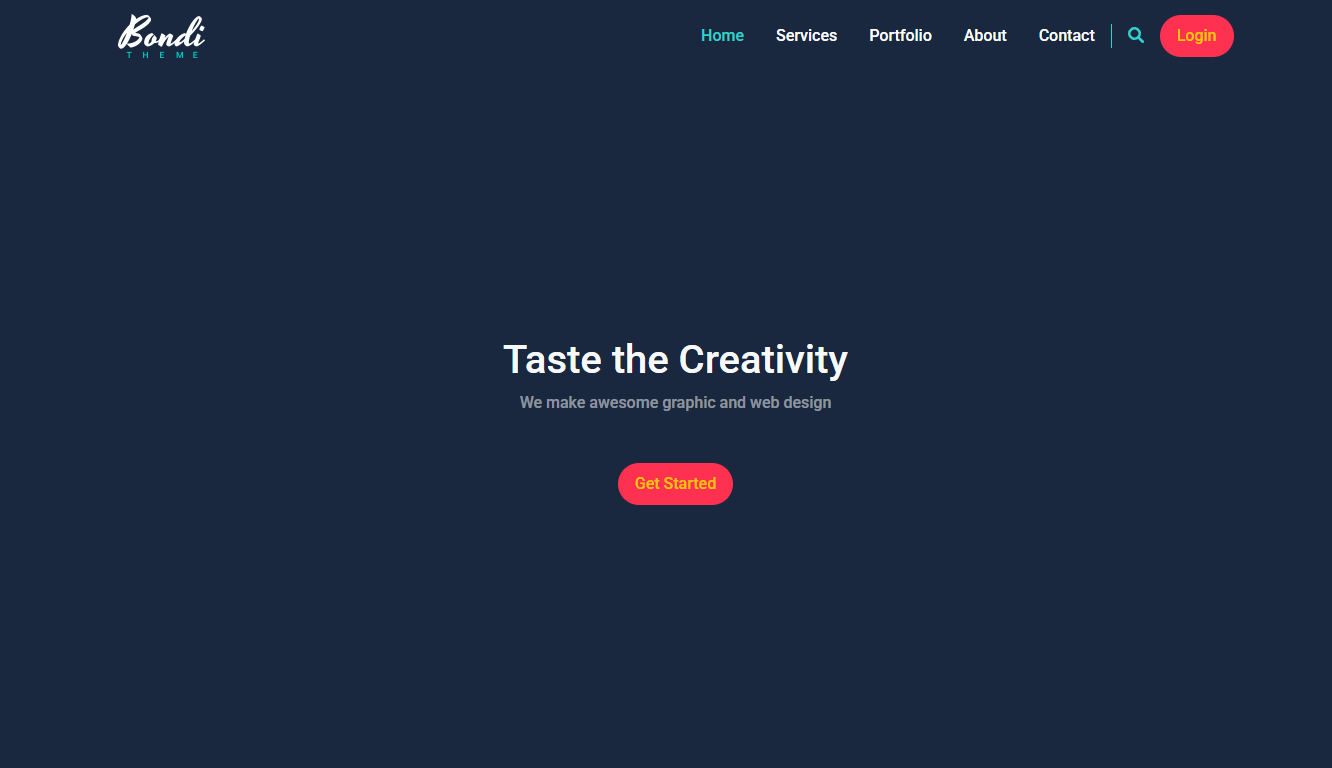 Bondi
THEME
Home Services Portfolio About Contact Login
Taste the Creativity
We make awesome graphic and web design
Get Started